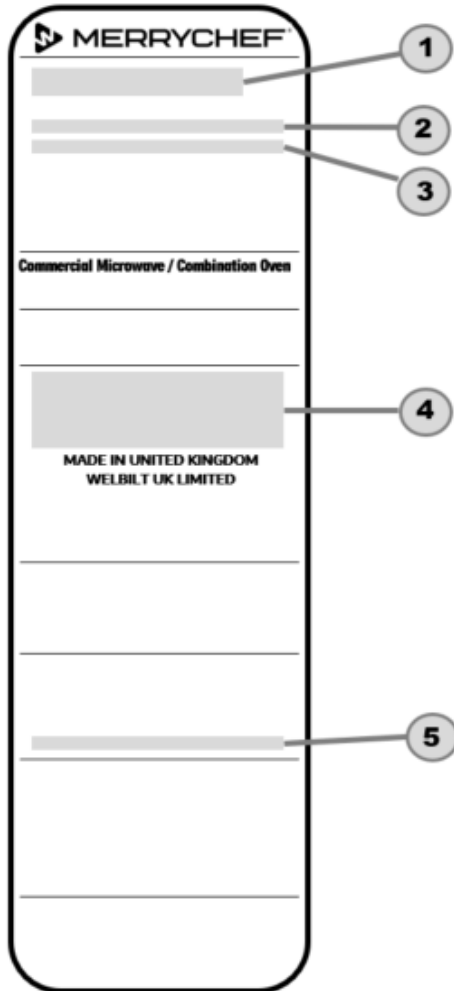 MERRYCHEF
1
2
3
Commercial Microwave / Combination Oven
4
MADE IN UNITED KINGDOM
WELBILT UK LIMITED
5